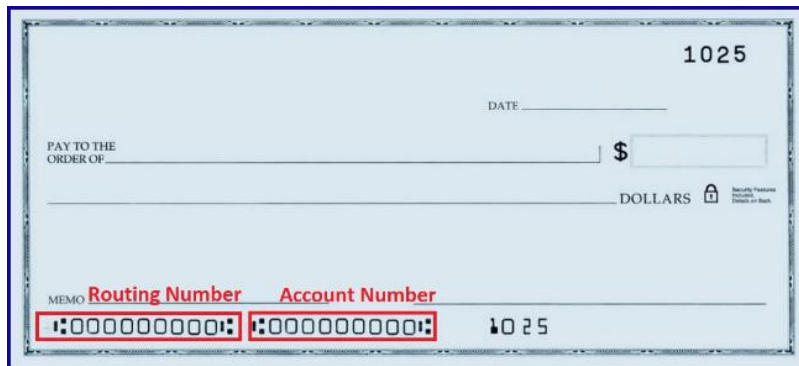 1025
DATE
PAY TO THE
ORDER OF
$
DOLLARS
Security Features
Included.
Details on Back.
MEMO Routing Number Account Number
⑆000000000⑆ ⑆000000000⑆ 1025